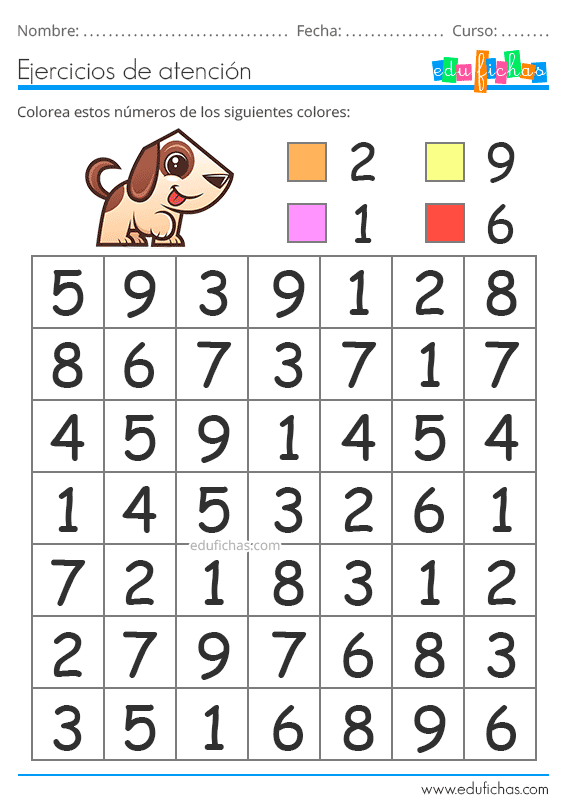 Nombre: ................................ Fecha: ................ Curso: ........
Ejercicios de atención
edufichas
Colorea estos números de los siguientes colores:
2 9
1 6
5 9 3 9 1 2 8
8 6 7 3 7 1 7
4 5 9 1 4 5 4
1 4 5 3 2 6 1
edufichas.com
7 2 1 8 3 1 2
2 7 9 7 6 8 3
3 5 1 6 8 9 6
www.edufichas.com